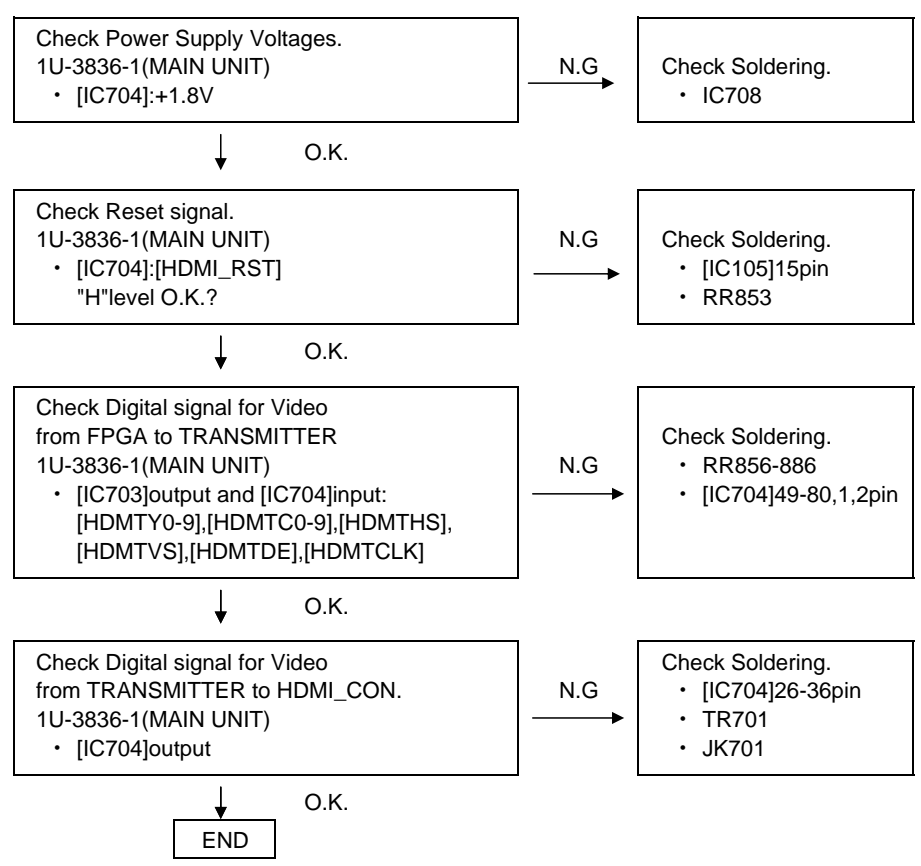 Check Power Supply Voltages.
1U-3836-1(MAIN UNIT)
・ [IC704]:+1.8V
N.G
Check Soldering.
・ IC708
O.K.
Check Reset signal.
1U-3836-1(MAIN UNIT)
・ [IC704]:[HDMI_RST]
"H"level O.K.?
N.G
Check Soldering.
・ [IC105]15pin
・ RR853
O.K.
Check Digital signal for Video
from FPGA to TRANSMITTER
1U-3836-1(MAIN UNIT)
・ [IC703]output and [IC704]input:
[HDMTY0-9],[HDMTC0-9],[HDMTHS],
[HDMTVS],[HDMTDE],[HDMTCLK]
N.G
Check Soldering.
・ RR856-886
・ [IC704]49-80,1,2pin
O.K.
Check Digital signal for Video
from TRANSMITTER to HDMI_CON.
1U-3836-1(MAIN UNIT)
・ [IC704]output
N.G
Check Soldering.
・ [IC704]26-36pin
・ TR701
・ JK701
O.K.
END